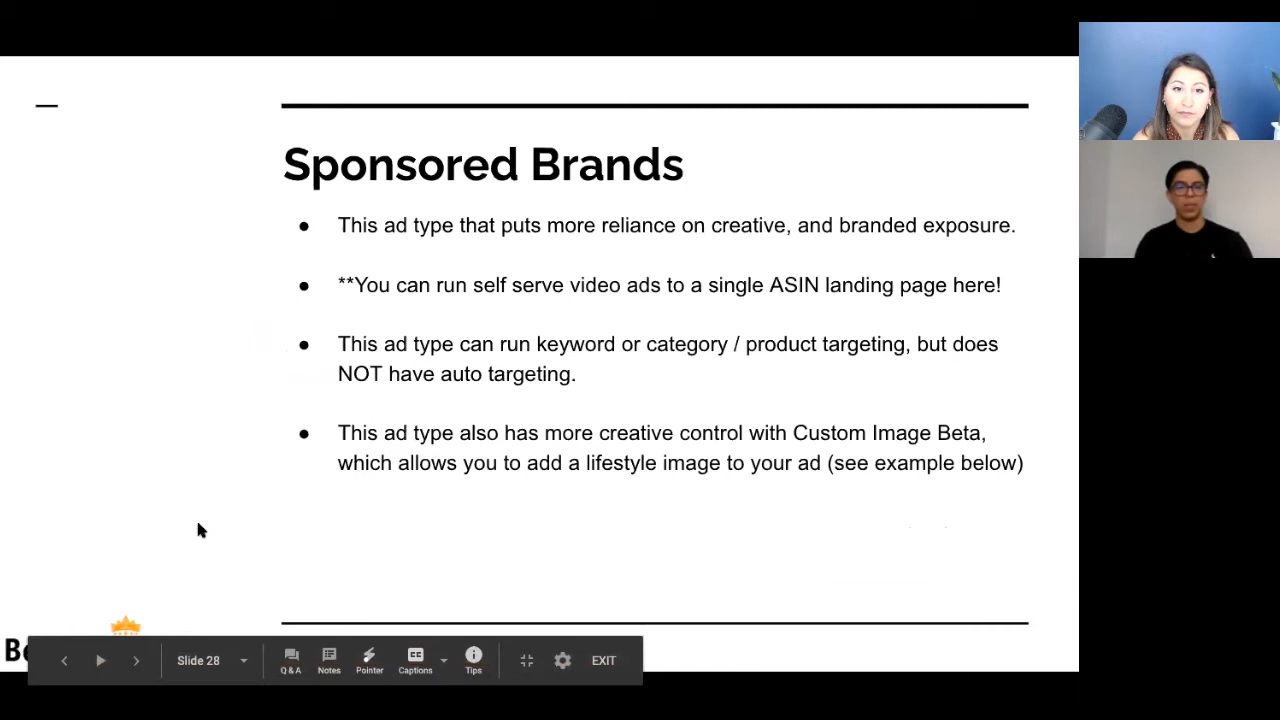 Sponsored Brands
● This ad type that puts more reliance on creative, and branded exposure.
● **You can run self serve video ads to a single ASIN landing page here!
● This ad type can run keyword or category / product targeting, but does
NOT have auto targeting.
● This ad type also has more creative control with Custom Image Beta,
which allows you to add a lifestyle image to your ad (see example below)
Slide 28
Q & A
Notes
Pointer
Captions
Tips
EXIT